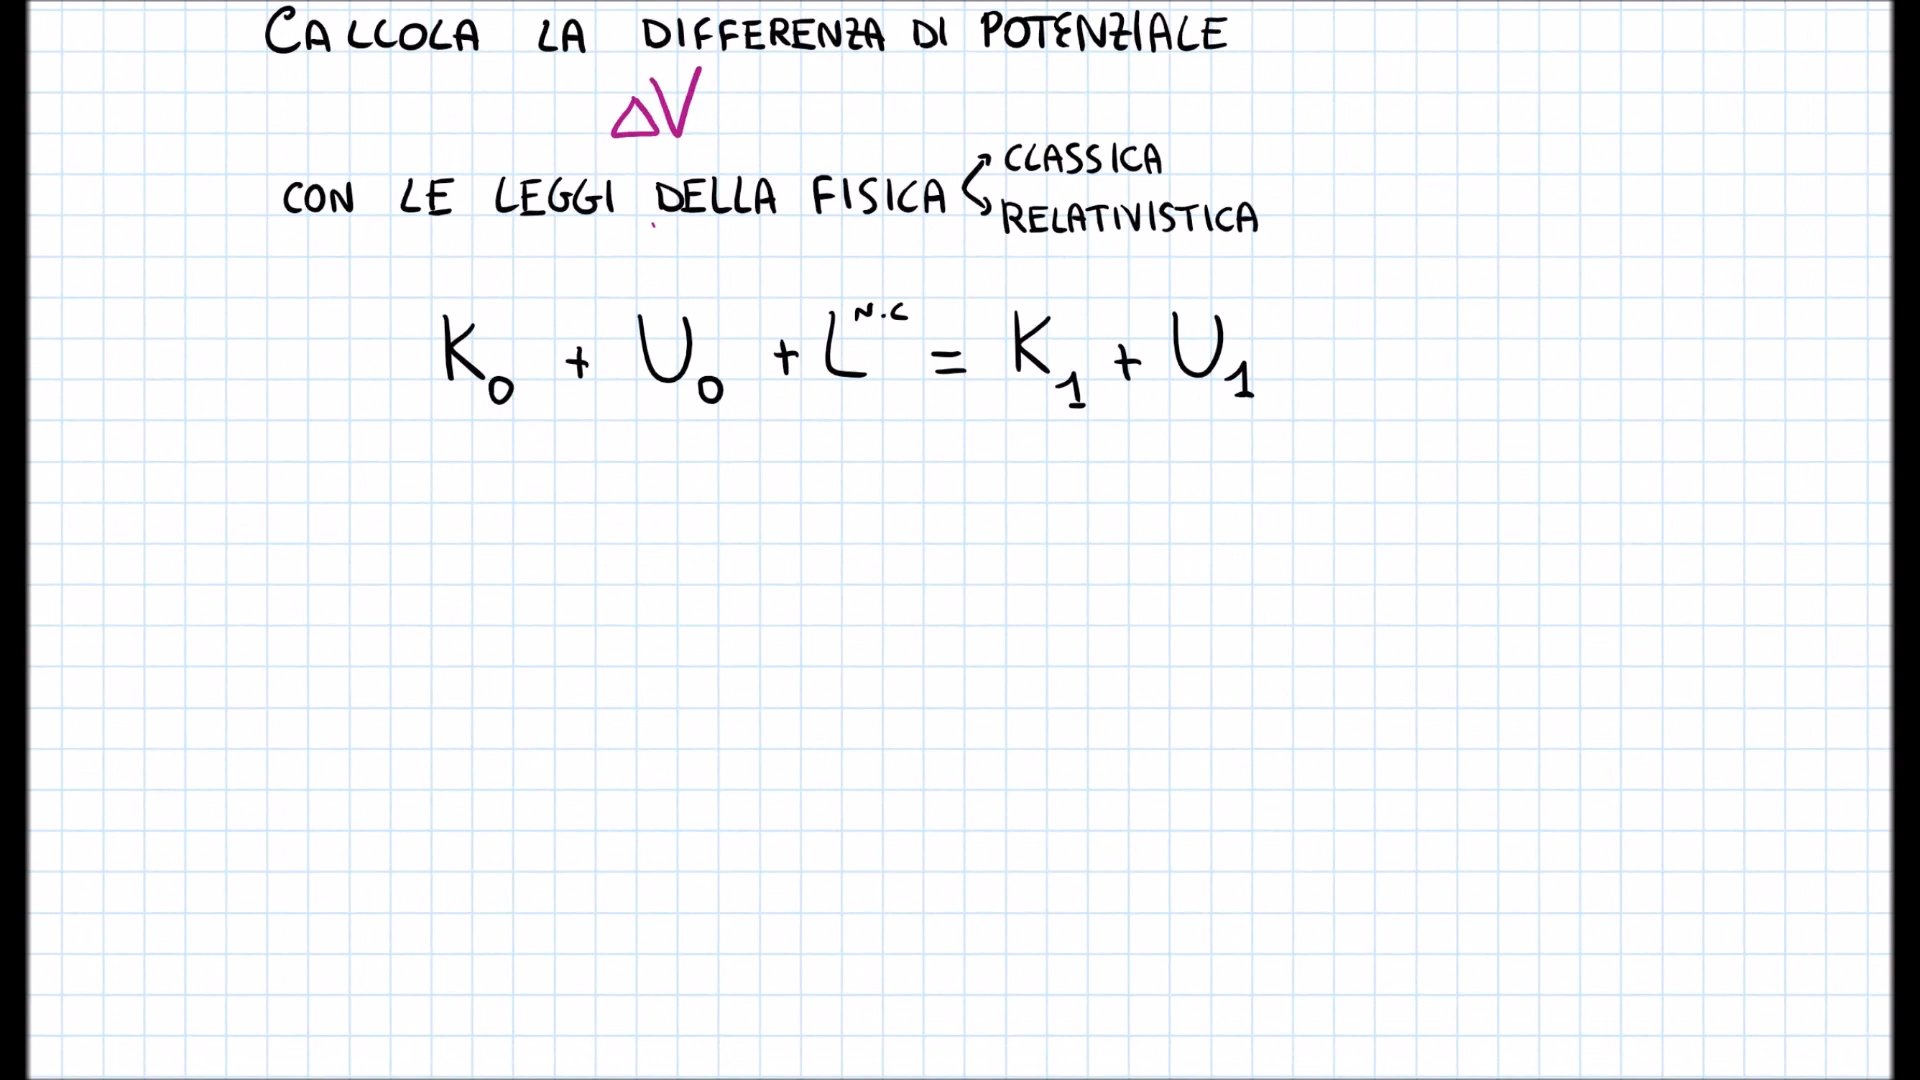 CALCOLA LA DIFFERENZA DI POTENZIALE
ΔV
CON LE LEGGI DELLA FISICA
CLASSICA
RELATIVISTICA
K₀ + U₀ + L^N.C = K₁ + U₁